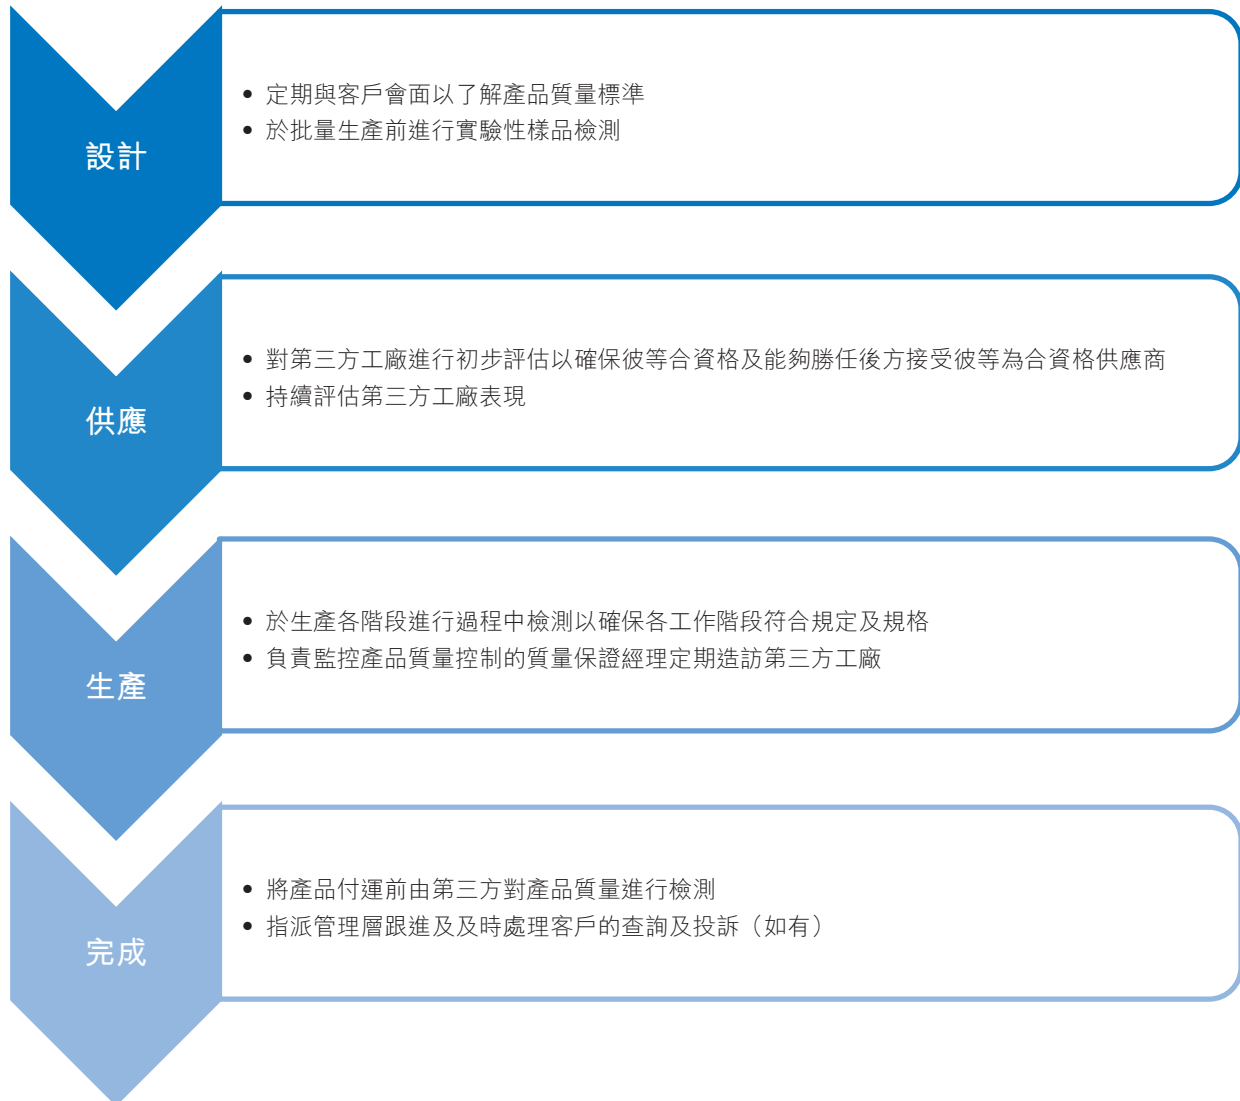 設計
• 定期與客戶會面以了解產品質量標準
• 於批量生產前進行實驗性樣品檢測
供應
• 對第三方工廠進行初步評估以確保彼等合資格及能夠勝任後方接受彼等為合資格供應商
• 持續評估第三方工廠表現
生產
• 於生產各階段進行過程中檢測以確保各工作階段符合規定及規格
• 負責監控產品質量控制的質量保證經理定期造訪第三方工廠
完成
• 將產品付運前由第三方對產品質量進行檢測
• 指派管理層跟進及及時處理客戶的查詢及投訴（如有）